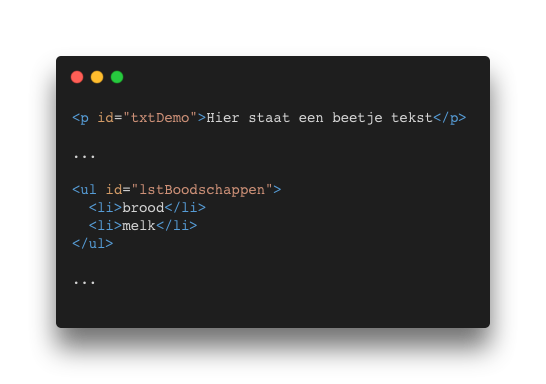 <p id="txtDemo">Hier staat een beetje tekst</p>
...
<ul id="lstBoodschappen">
  <li>brood</li>
  <li>melk</li>
</ul>
...